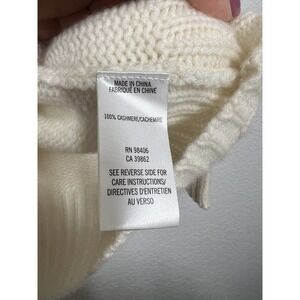 MADE IN CHINA
FABRIQUÉ EN CHINE
100% CASHMERE/CACHEMIRE
RN 98406
CA 39862
SEE REVERSE SIDE FOR
CARE INSTRUCTIONS/
DIRECTIVES D'ENTRETIEN
AU VERSO